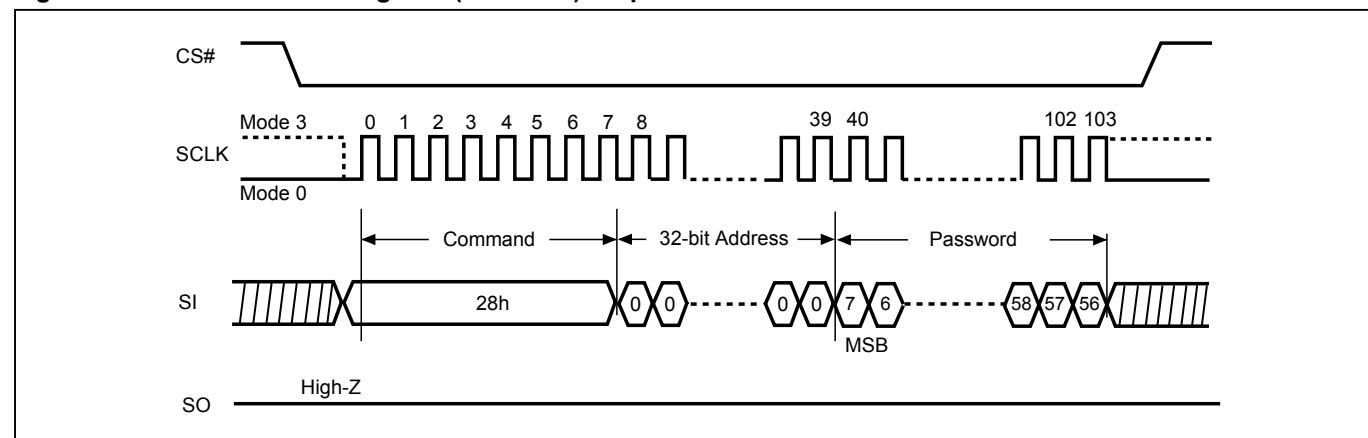 CS#
Mode 3 0 1 2 3 4 5 6 7 8 39 40 102 103
SCLK
Mode 0
Command 32-bit Address Password
SI 28h 0 0 0 0 7 6 58 57 56
MSB
High-Z
SO